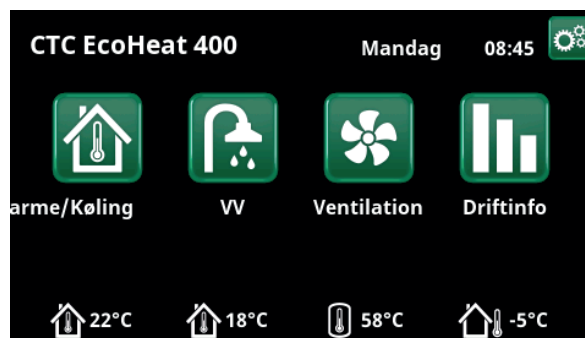 CTC EcoHeat 400 Mandag 08:45
arme/Køling VV Ventilation Driftinfo
22°C 18°C 58°C -5°C